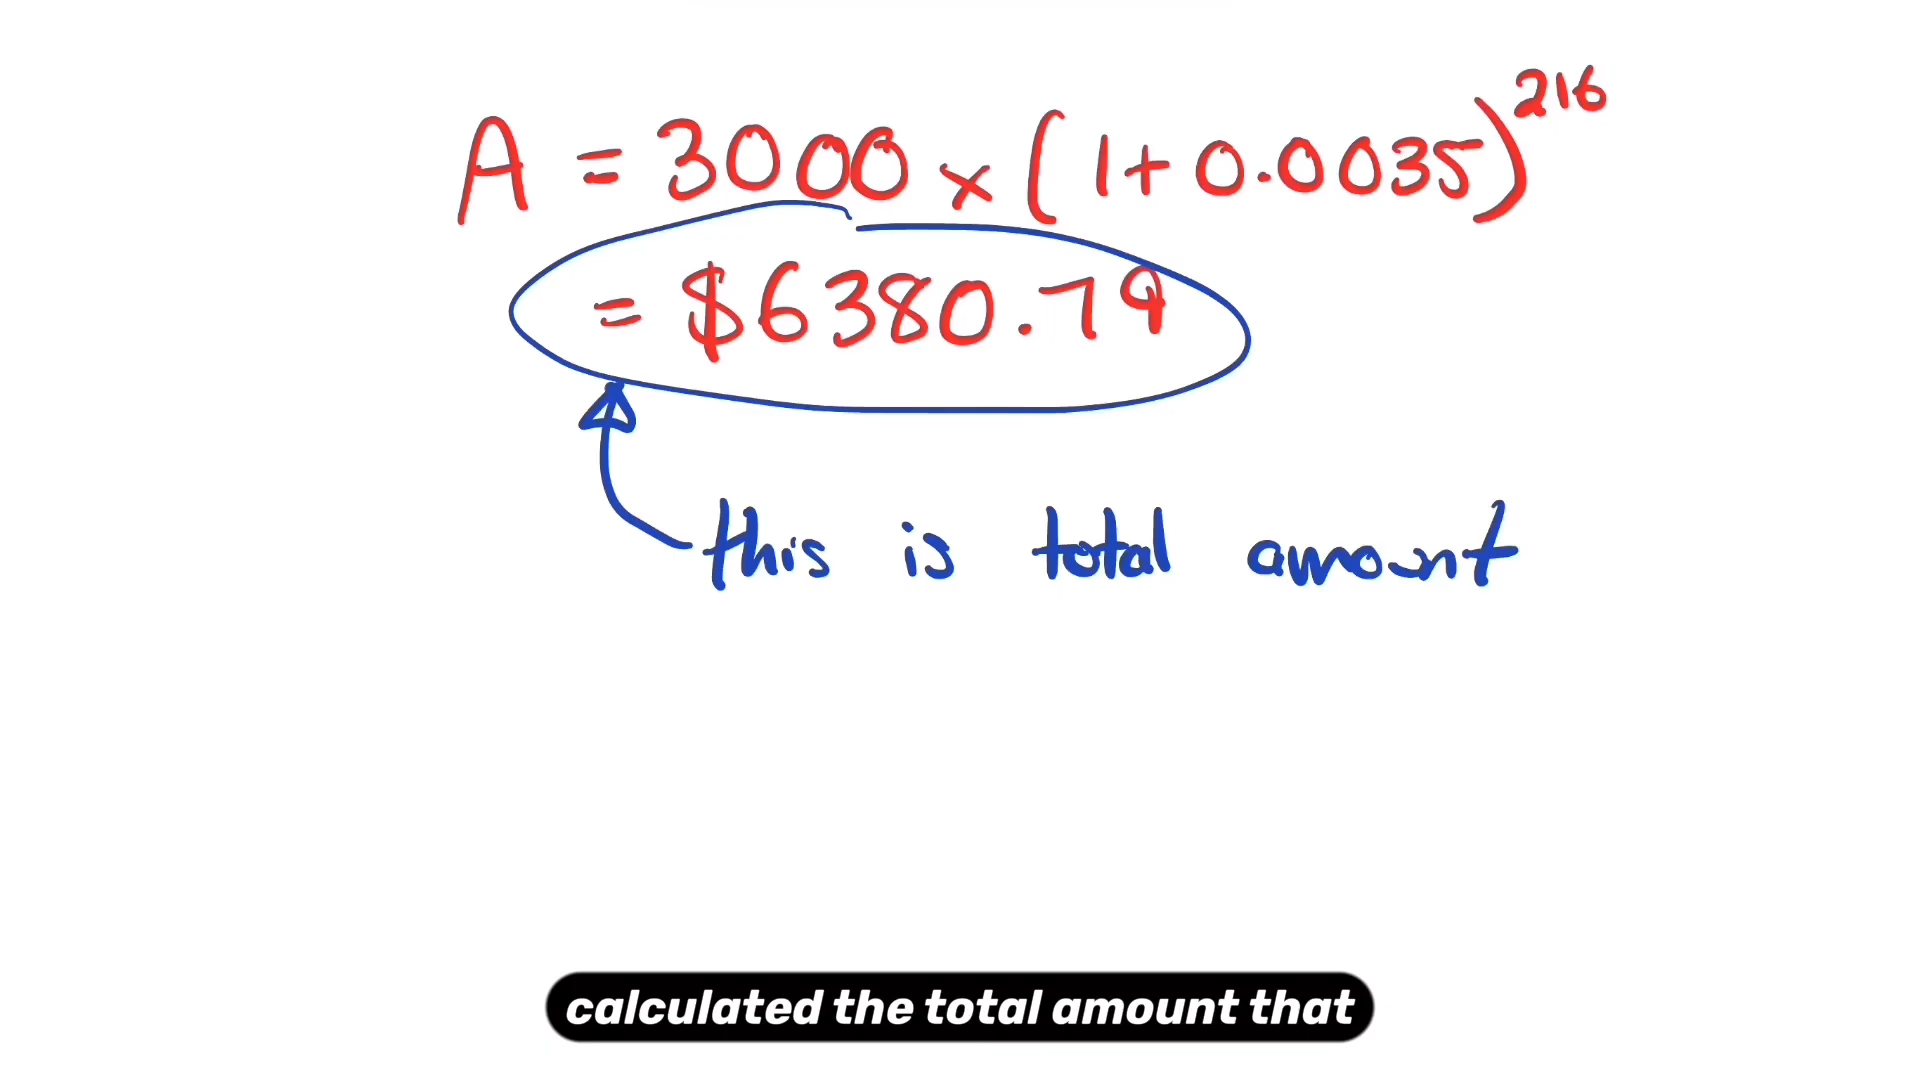 A = 3000 × (1 + 0.0035)^216
= $6380.79
this is total amount
calculated the total amount that